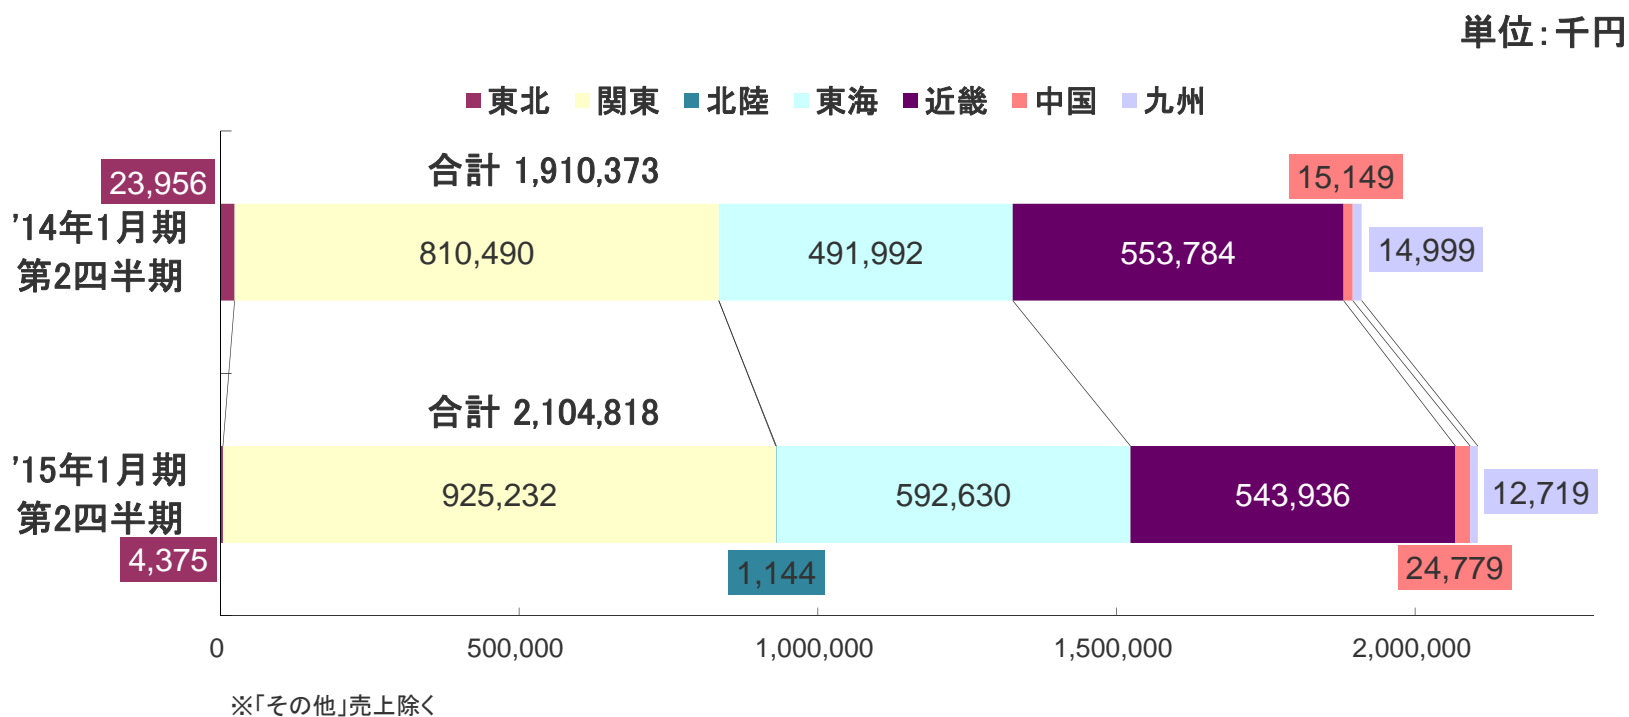 単位：千円
東北 関東 北陸 東海 近畿 中国 九州
合計 1,910,373
23,956
15,149
’14年1月期
第2四半期
810,490
491,992
553,784
14,999
合計 2,104,818
’15年1月期
第2四半期
925,232
592,630
543,936
12,719
4,375
1,144
24,779
0 500,000 1,000,000 1,500,000 2,000,000
※「その他」売上除く